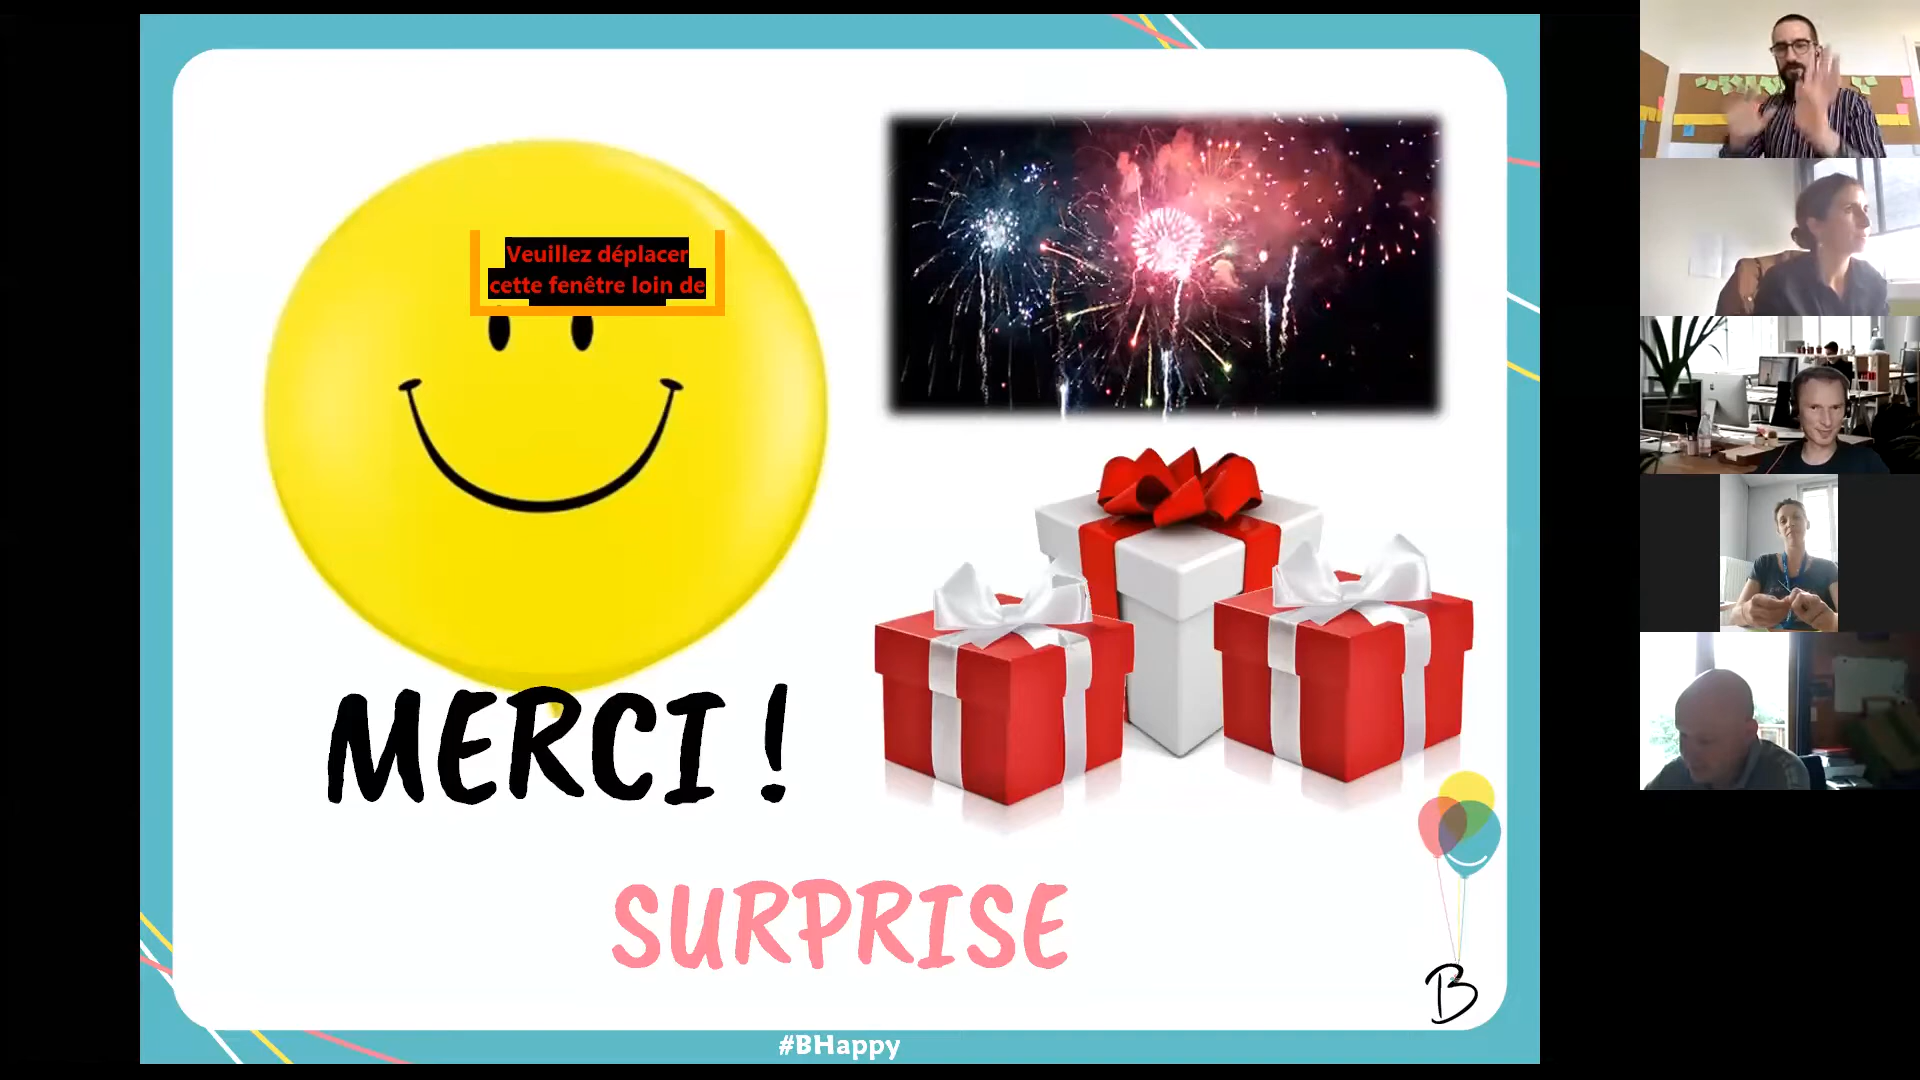 Veuillez déplacer
cette fenêtre loin de
MERCI !
SURPRISE
B
#BHappy